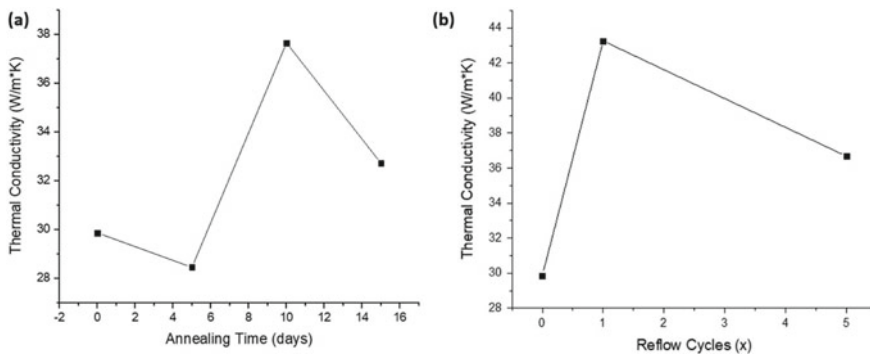 (a)
Thermal Conductivity (W/m*K)
38
36
34
32
30
28
-2 0 2 4 6 8 10 12 14 16
Annealing Time (days)
(b)
Thermal Conductivity (W/m*K)
44
42
40
38
36
34
32
30
28
0 1 2 3 4 5
Reflow Cycles (x)